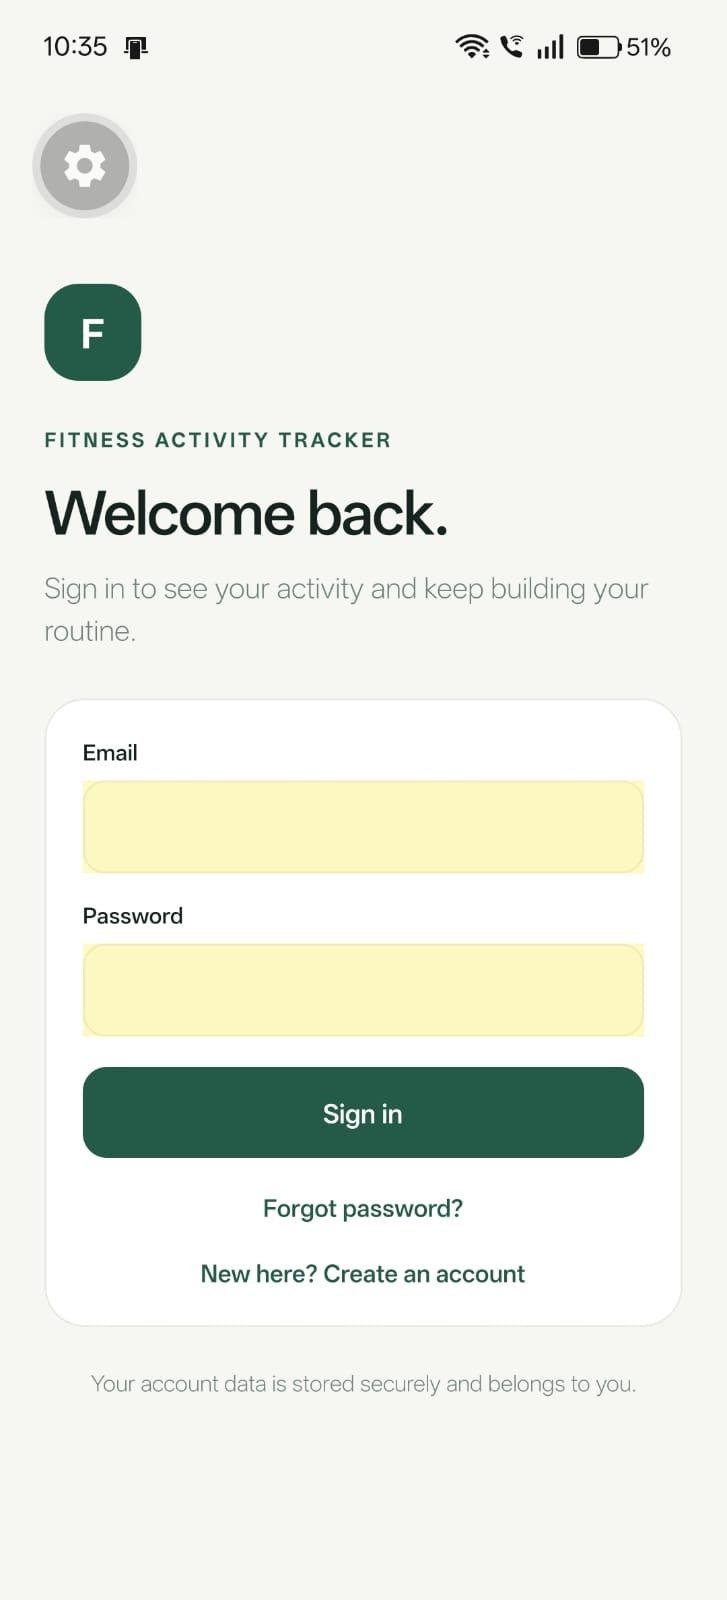 10:35
51%
F
FITNESS ACTIVITY TRACKER
Welcome back.
Sign in to see your activity and keep building your
routine.
Email
Password
Sign in
Forgot password?
New here? Create an account
Your account data is stored securely and belongs to you.